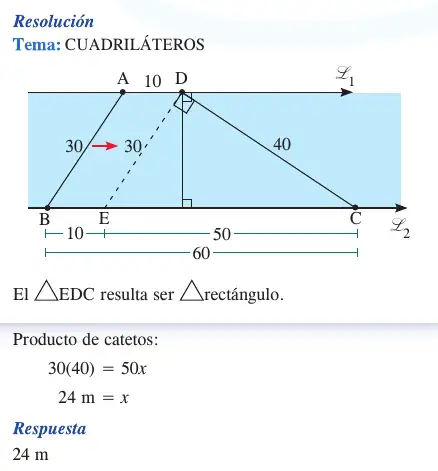 Resolución
Tema: CUADRILÁTEROS
A 10 D ℒ₁
30 30 40
B E C ℒ₂
10 50
60
El △EDC resulta ser △rectángulo.
Producto de catetos:
30(40) = 50x
24 m = x
Respuesta
24 m